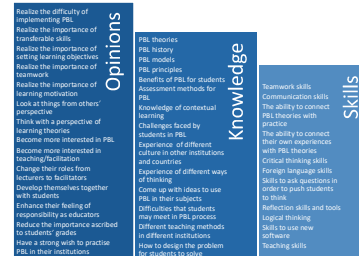 Realize the difficulty of
implementing PBL
Realize the importance of
transferable skills
Realize the importance of
setting learning objectives
Realize the importance of
teamwork
Realize the importance of
learning motivation
Look at things from others'
perspective
Think with a perspective of
learning theories
Become more interested in PBL
Become more interested in
teaching/facilitation
Change their roles from
lecturers to facilitators
Develop themselves together
with students
Enhance their feeling of
responsibility as educators
Reduce the importance ascribed
to students' grades
Have a strong wish to practise
PBL in their institutions
Opinions
PBL theories
PBL history
PBL models
PBL principles
Benefits of PBL for students
Assessment methods for
PBL
Knowledge of contextual
learning
Challenges faced by
students in PBL
Experience of different
culture in other institutions
and countries
Experience of different ways
of thinking
Come up with ideas to use
PBL in their subjects
Difficulties that students
may meet in PBL process
Different teaching methods
in different institutions
How to design the problem
for students to solve
Knowledge
Teamwork skills
Communication skills
The ability to connect
PBL theories with
practice
The ability to connect
their own experiences
with PBL theories
Critical thinking skills
Foreign language skills
Skills to ask questions in
order to push students
to think
Reflection skills and tools
Logical thinking
Skills to use new
software
Teaching skills
Skills